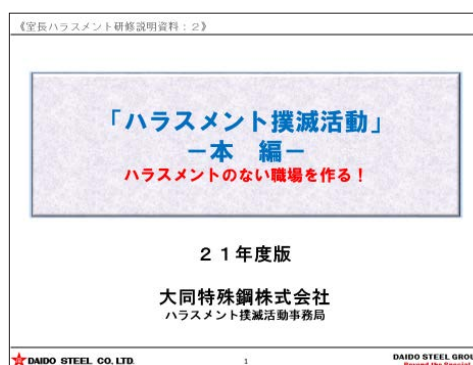 《室長ハラスメント研修説明資料：２》
「ハラスメント撲滅活動」
－本　編－
ハラスメントのない職場を作る！
２１年度版
大同特殊鋼株式会社
ハラスメント撲滅活動事務局
DAIDO STEEL CO. LTD.
1
DAIDO STEEL GROU
Beyond the Special